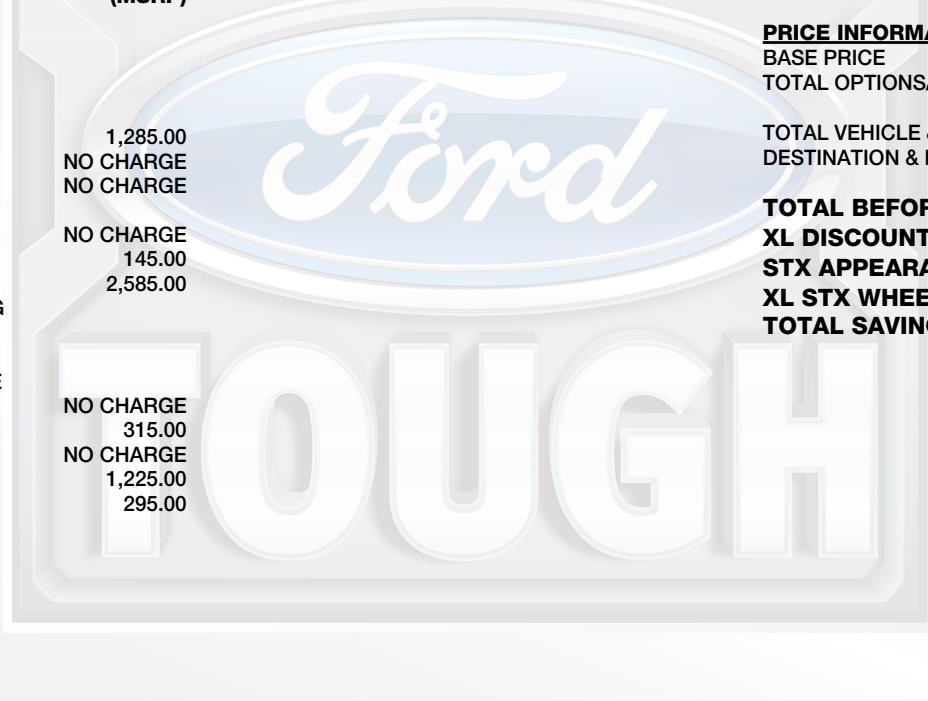 (MSRP)
1,285.00
NO CHARGE
NO CHARGE
NO CHARGE
145.00
2,585.00
NO CHARGE
315.00
NO CHARGE
1,225.00
295.00
PRICE INFORMA
BASE PRICE
TOTAL OPTIONS
TOTAL VEHICLE &
DESTINATION &
TOTAL BEFOR
XL DISCOUNT
STX APPEARA
XL STX WHEE
TOTAL SAVIN
Ford
TOUGH